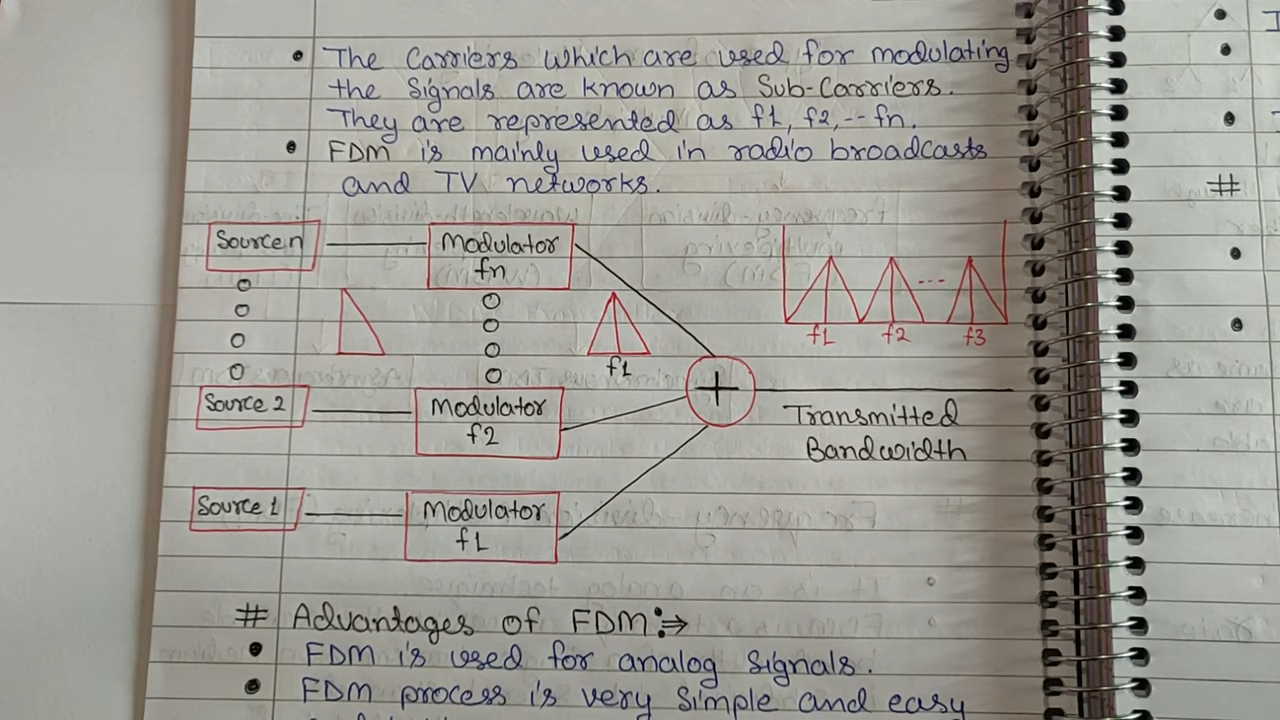 • The Carriers which are used for modulating
the Signals are known as Sub-Carriers.
They are represented as f1, f2,-- fn.
• FDM is mainly used in radio broadcasts
and TV networks.
Source n
Modulator
fn
f1
f1 f2 --- f3
Source 2
Modulator
f2
+
Transmitted
Bandwidth
Source 1
Modulator
f1
# Advantages of FDM:⇒
• FDM is used for analog signals.
• FDM process is very simple and easy
#